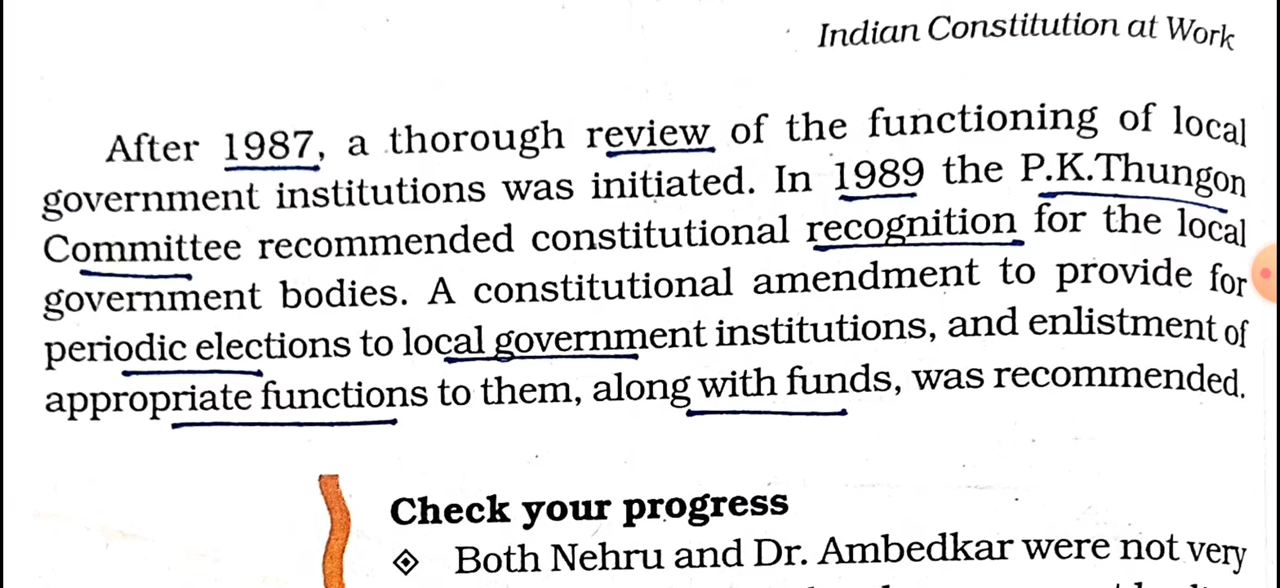 Indian Constitution at Work
After 1987, a thorough review of the functioning of local
government institutions was initiated. In 1989 the P.K.Thungon
Committee recommended constitutional recognition for the local
government bodies. A constitutional amendment to provide for
periodic elections to local government institutions, and enlistment of
appropriate functions to them, along with funds, was recommended.
Check your progress
Both Nehru and Dr. Ambedkar were not very